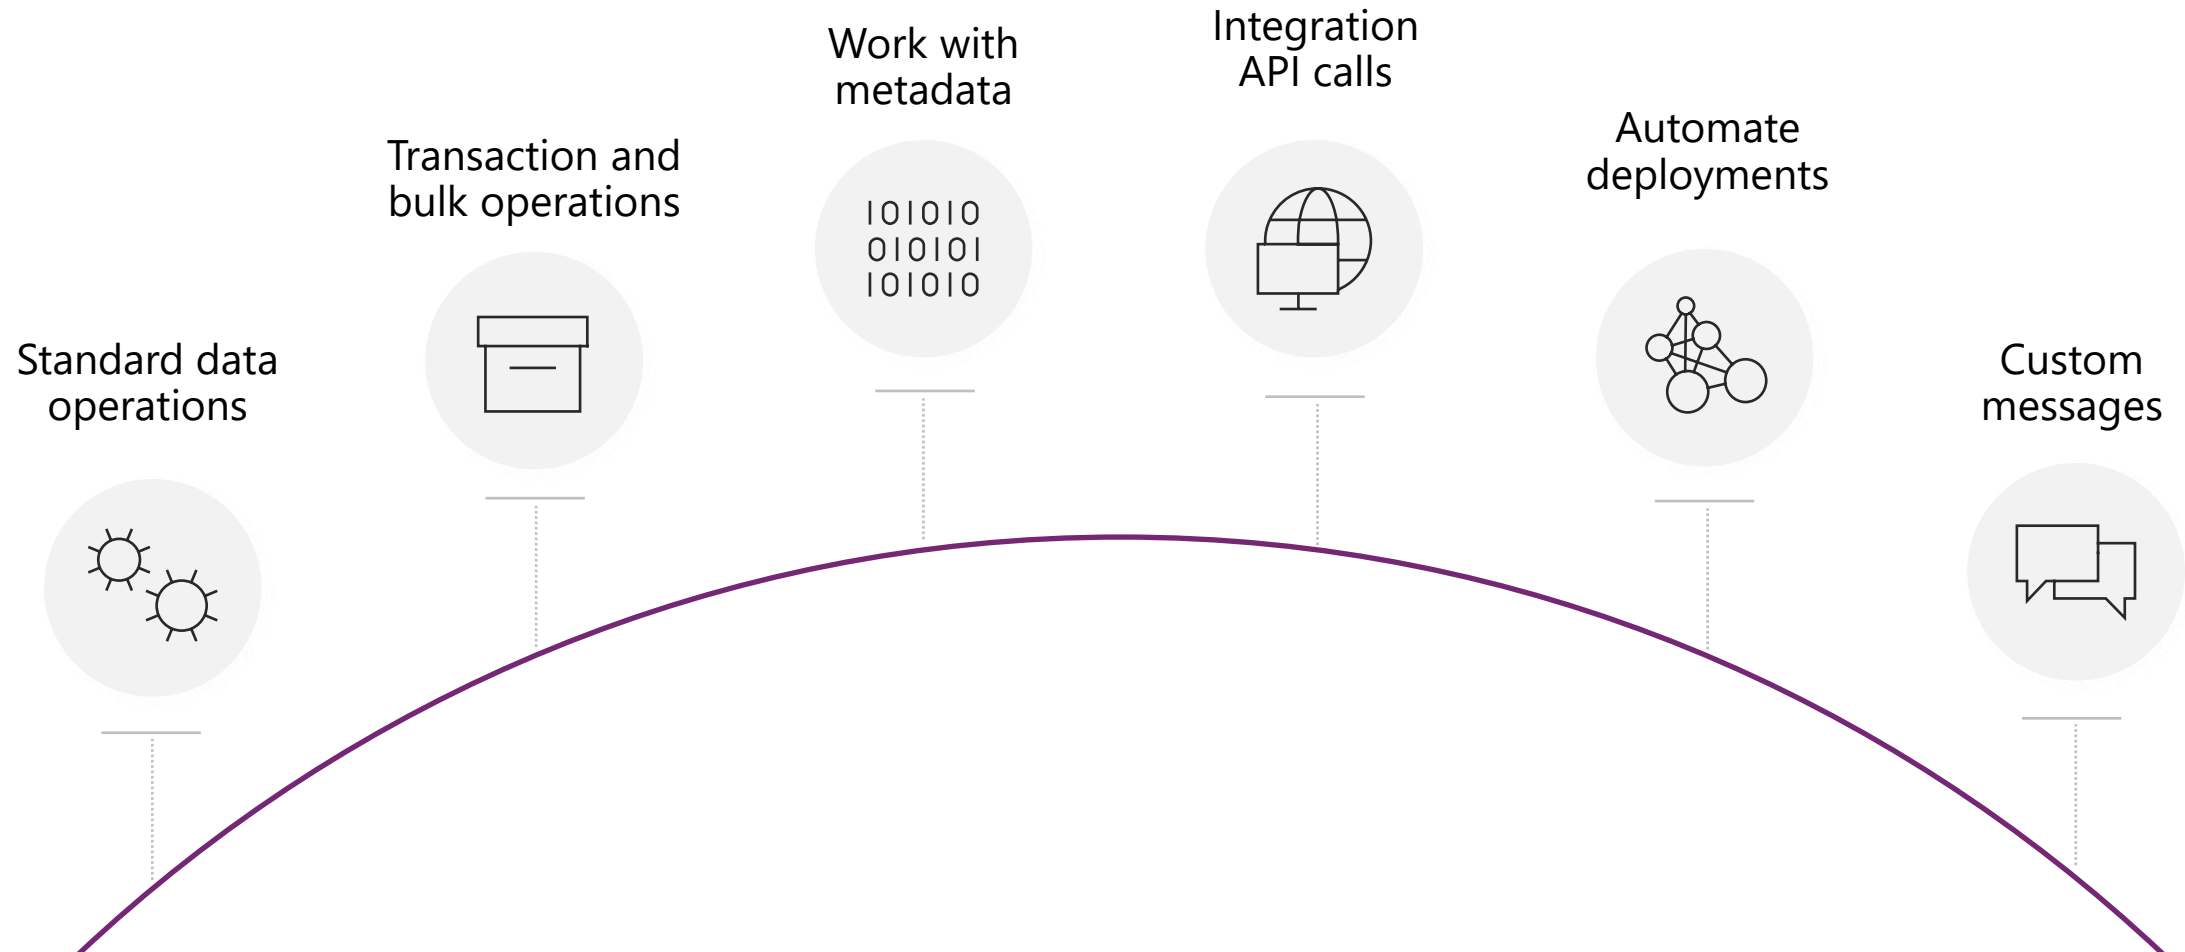 Standard data
operations
Transaction and
bulk operations
Work with
metadata
101010
010101
101010
Integration
API calls
Automate
deployments
Custom
messages